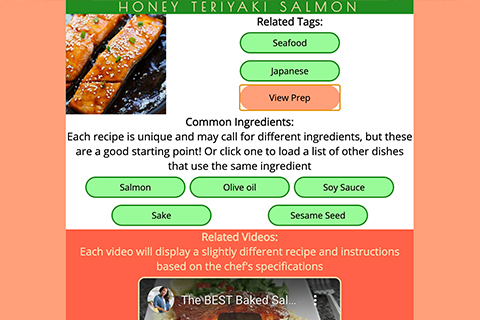 HONEY TERIYAKI SALMON
Related Tags:
Seafood
Japanese
View Prep
Common Ingredients:
Each recipe is unique and may call for different ingredients, but these
are a good starting point! Or click one to load a list of other dishes
that use the same ingredient
Salmon
Olive oil
Soy Sauce
Sake
Sesame Seed
Related Videos:
Each video will display a slightly different recipe and instructions
based on the chef's specifications
The BEST Baked Sal...